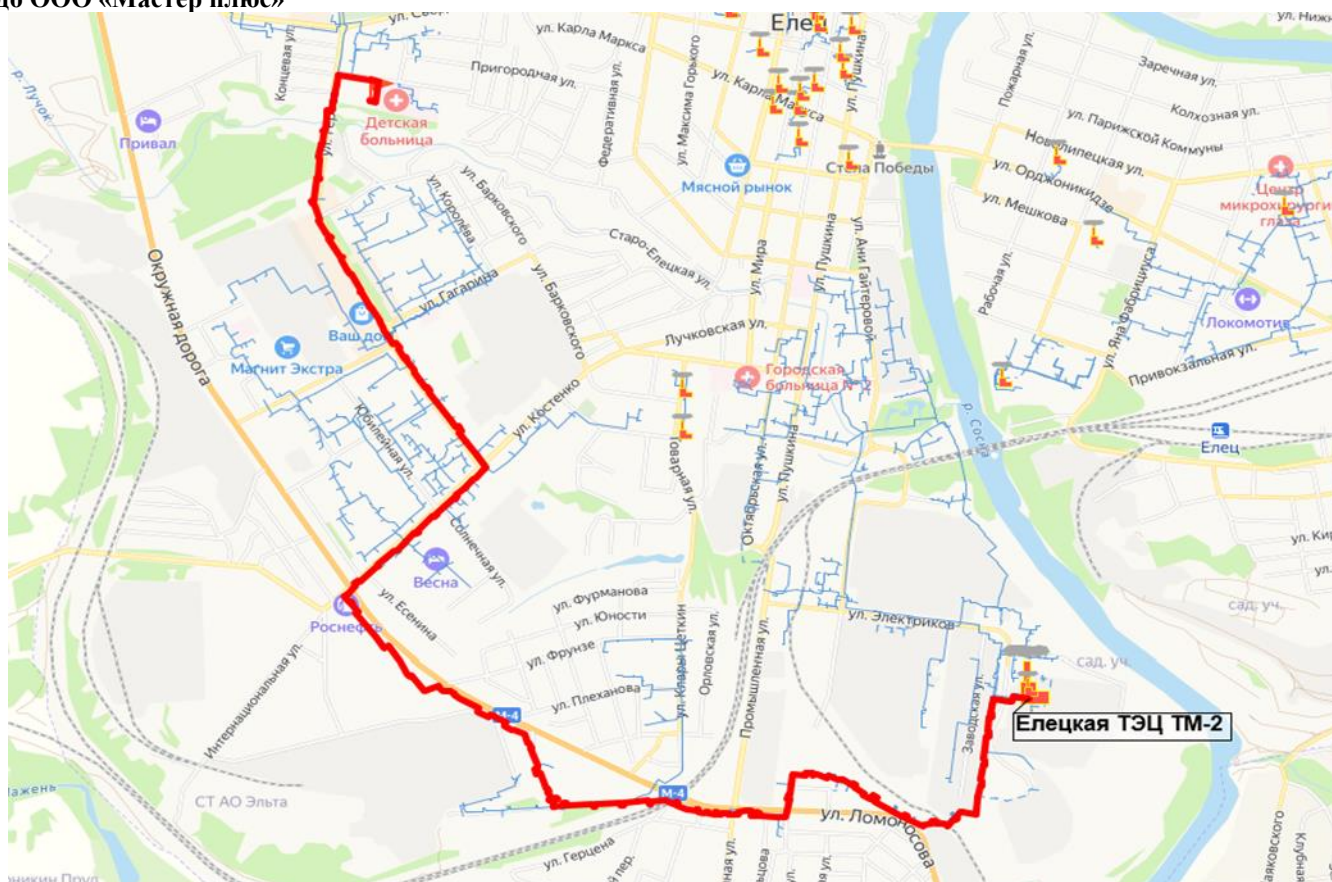 до ООО «Мастер плюс»
Елец
ул. Карла Маркса
Концевая ул.
Пригородная ул.
Федеративная ул.
ул. Максима Горького
ул. Карла Маркса
ул. Пушкина
Пожарная ул.
Заречная ул.
Колхозная ул.
ул. Парижской Коммуны
Новолипецкая ул.
ул. Орджоникидзе
ул. Мешкова
р. Лучок
Привал
Детская
больница
Мясной рынок
Стела Победы
Центр
микрохирургии
глаза
ул. Королёва
ул. Барковского
Старо-Елецкая ул.
ул. Мира
ул. Пушкина
ул. Ани Гайтеровой
Рабочая ул.
ул. Яна Фабрициуса
Локомотив
Привокзальная ул.
Окружная дорога
ул. Гагарина
ул. Барковского
Ваш до
Магнит Экстра
Лучковская ул.
Городская
больница № 2
ул. Костенко
Юбилейная ул.
Товарная ул.
Октябрьская ул.
ул. Пушкина
р. Сосна
Елец
Солнечная ул.
Весна
ул. Есенина
Роснефть
ул. Фурманова
ул. Юности
ул. Фрунзе
ул. Плеханова
ул. Клары Цеткин
Орловская ул.
Промышленная ул.
ул. Электриков
Заводская ул.
сад. уч.
сад. уч.
Интернациональная ул.
М-4
Елецкая ТЭЦ ТМ-2
М-4
СТ АО Эльта
ул. Ломоносова
ул. Герцена